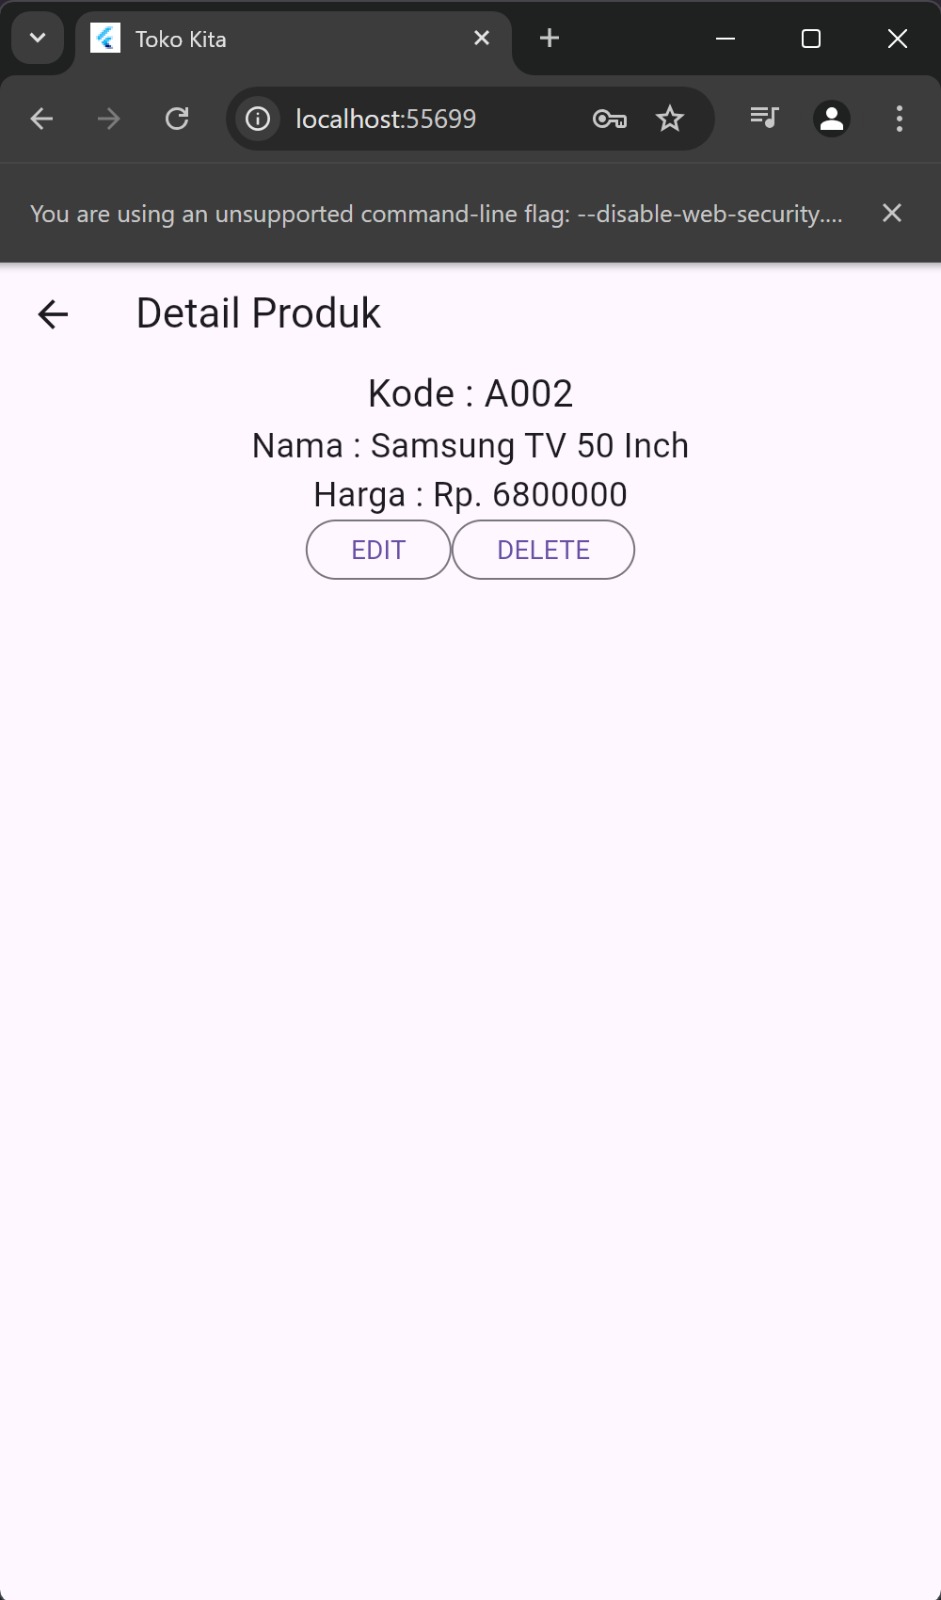 Toko Kita
localhost:55699
You are using an unsupported command-line flag: --disable-web-security....
Detail Produk
Kode : A002
Nama : Samsung TV 50 Inch
Harga : Rp. 6800000
EDIT DELETE